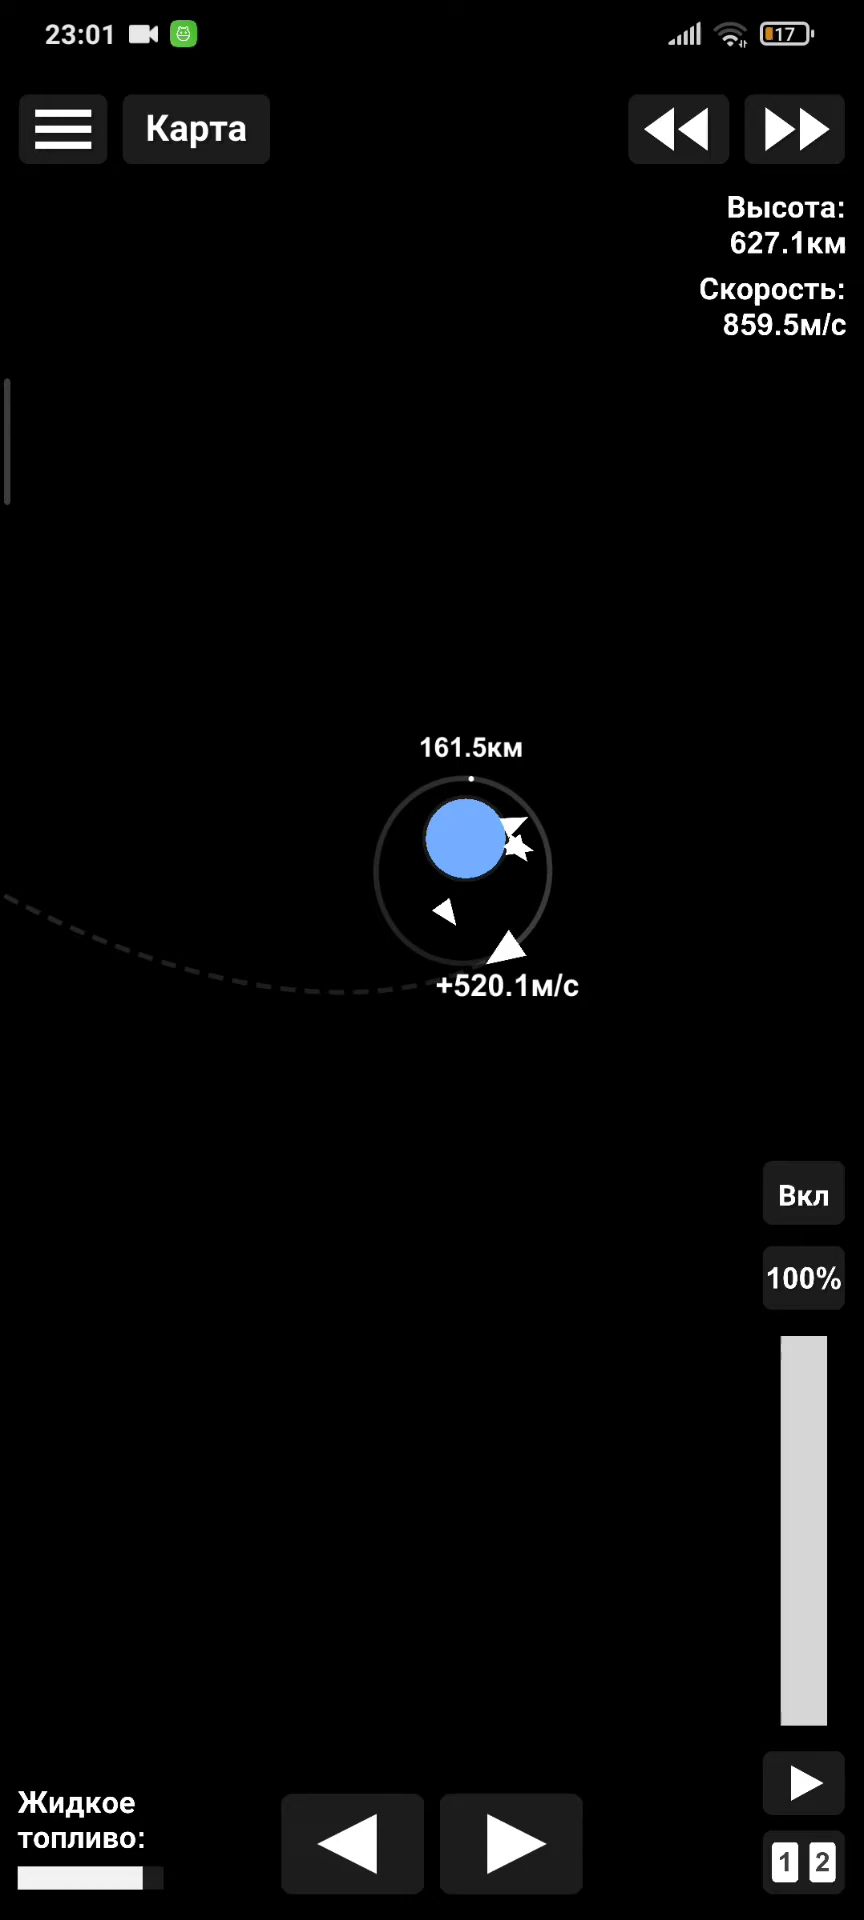 23:01
17
Карта
Высота:
627.1км
Скорость:
859.5м/с
161.5км
+520.1м/с
Вкл
100%
Жидкое
топливо:
1 2